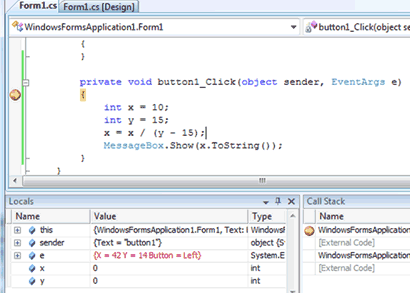 Form1.cs Form1.cs [Design]
WindowsFormsApplication1.Form1 button1_Click(object se
{
}
private void button1_Click(object sender, EventArgs e)
{
int x = 10;
int y = 15;
x = x / (y - 15);
MessageBox.Show(x.ToString());
}
}
Locals Call Stack
Name Value Type Name
this {WindowsFormsApplication1.Form1, Text: WindowsF WindowsFormsApplication
sender {Text = "button1"} object {S [External Code]
e {X = 42 Y = 14 Button = Left} System.E WindowsFormsApplication
x 0 int [External Code]
y 0 int